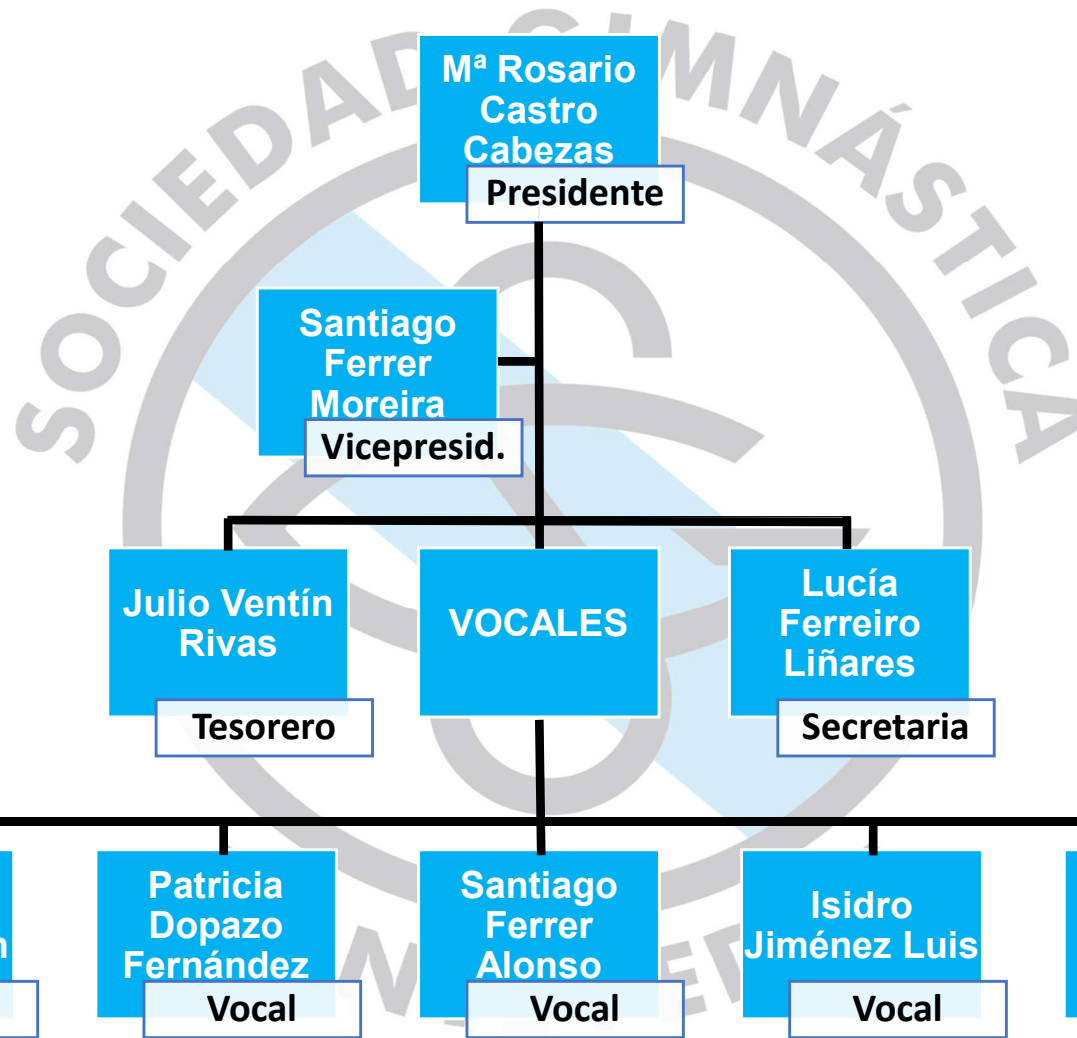 SOCIEDAD GIMNÁSTICA
Mª Rosario
Castro
Cabezas
Presidente
Santiago
Ferrer
Moreira
Vicepresid.
Julio Ventín
Rivas
Tesorero
VOCALES
Lucía
Ferreiro
Liñares
Secretaria
Patricia
Dopazo
Fernández
Vocal
Santiago
Ferrer
Alonso
Vocal
Isidro
Jiménez Luis
Vocal